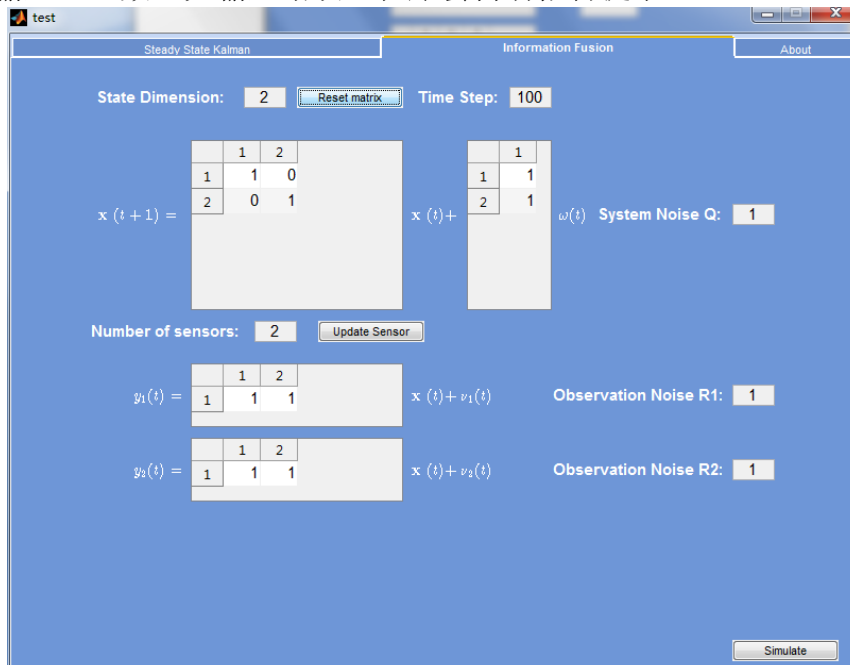 test
Steady State Kalman Information Fusion About
State Dimension: 2 Reset matrix Time Step: 100
1 2 1
1 1 0 1 1
2 0 1 2 1
x (t + 1) = x (t)+ ω(t) System Noise Q: 1
Number of sensors: 2 Update Sensor
1 2
y₁(t) = 1 1 1 x (t)+ v₁(t) Observation Noise R1: 1
1 2
y₂(t) = 1 1 1 x (t)+ v₂(t) Observation Noise R2: 1
Simulate